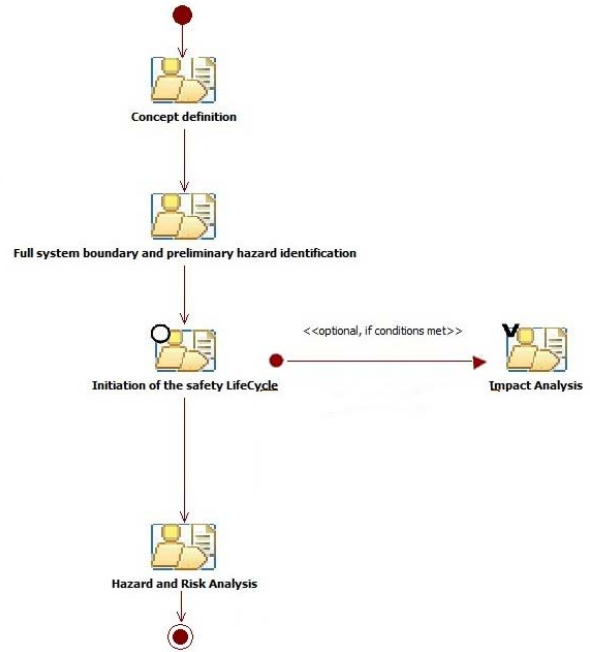 Concept definition
Full system boundary and preliminary hazard identification
<<optional, if conditions met>>
Initiation of the safety LifeCycle
Impact Analysis
Hazard and Risk Analysis